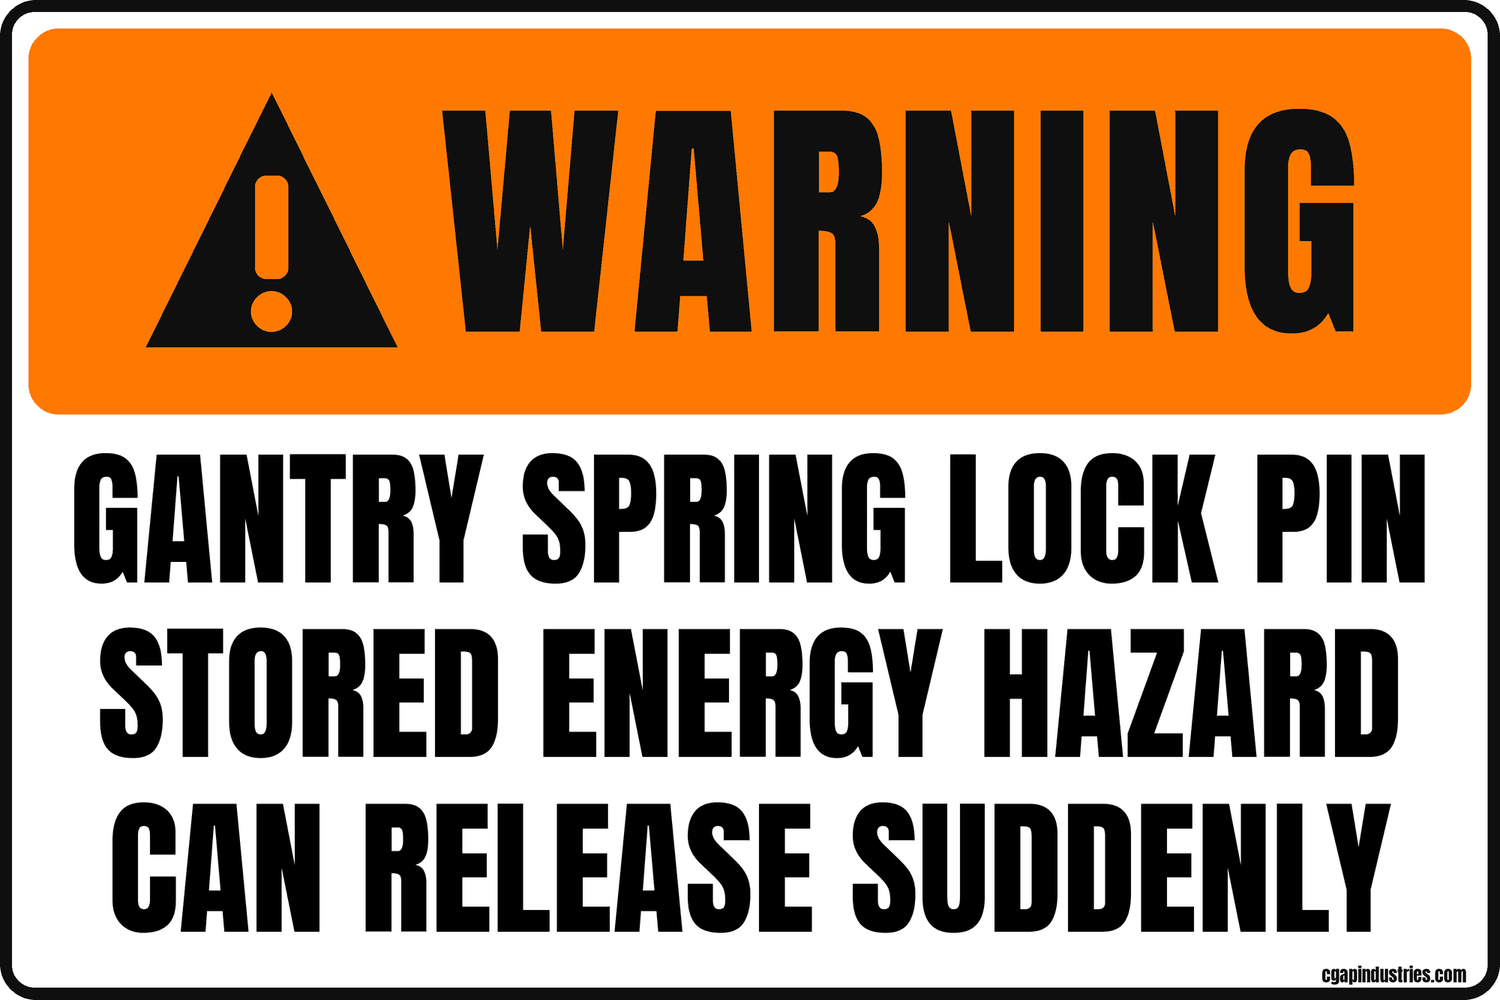 WARNING
GANTRY SPRING LOCK PIN
STORED ENERGY HAZARD
CAN RELEASE SUDDENLY
cgapindustries.com